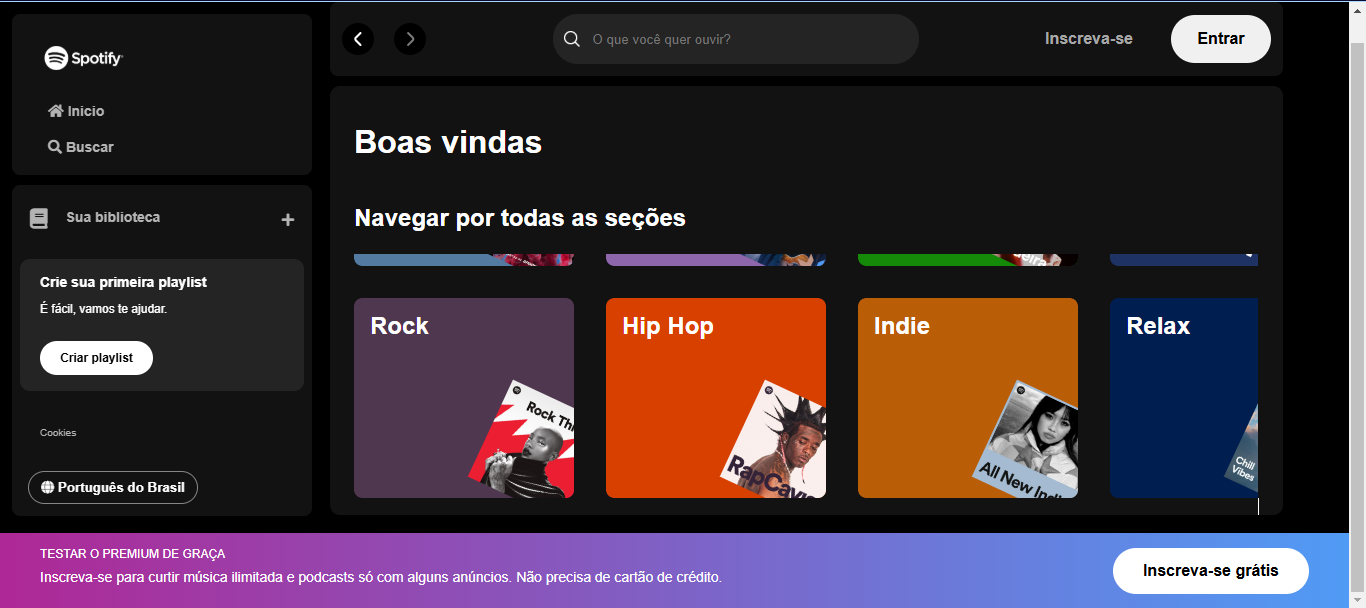 Spotify
Inicio
Buscar
Sua biblioteca
Crie sua primeira playlist
É fácil, vamos te ajudar.
Criar playlist
Cookies
Português do Brasil
O que você quer ouvir?
Inscreva-se
Entrar
Boas vindas
Navegar por todas as seções
Rock
Rock Thi
Hip Hop
RapCavi
Indie
All New Indi
Relax
Chill
Vibes
TESTAR O PREMIUM DE GRAÇA
Inscreva-se para curtir música ilimitada e podcasts só com alguns anúncios. Não precisa de cartão de crédito.
Inscreva-se grátis